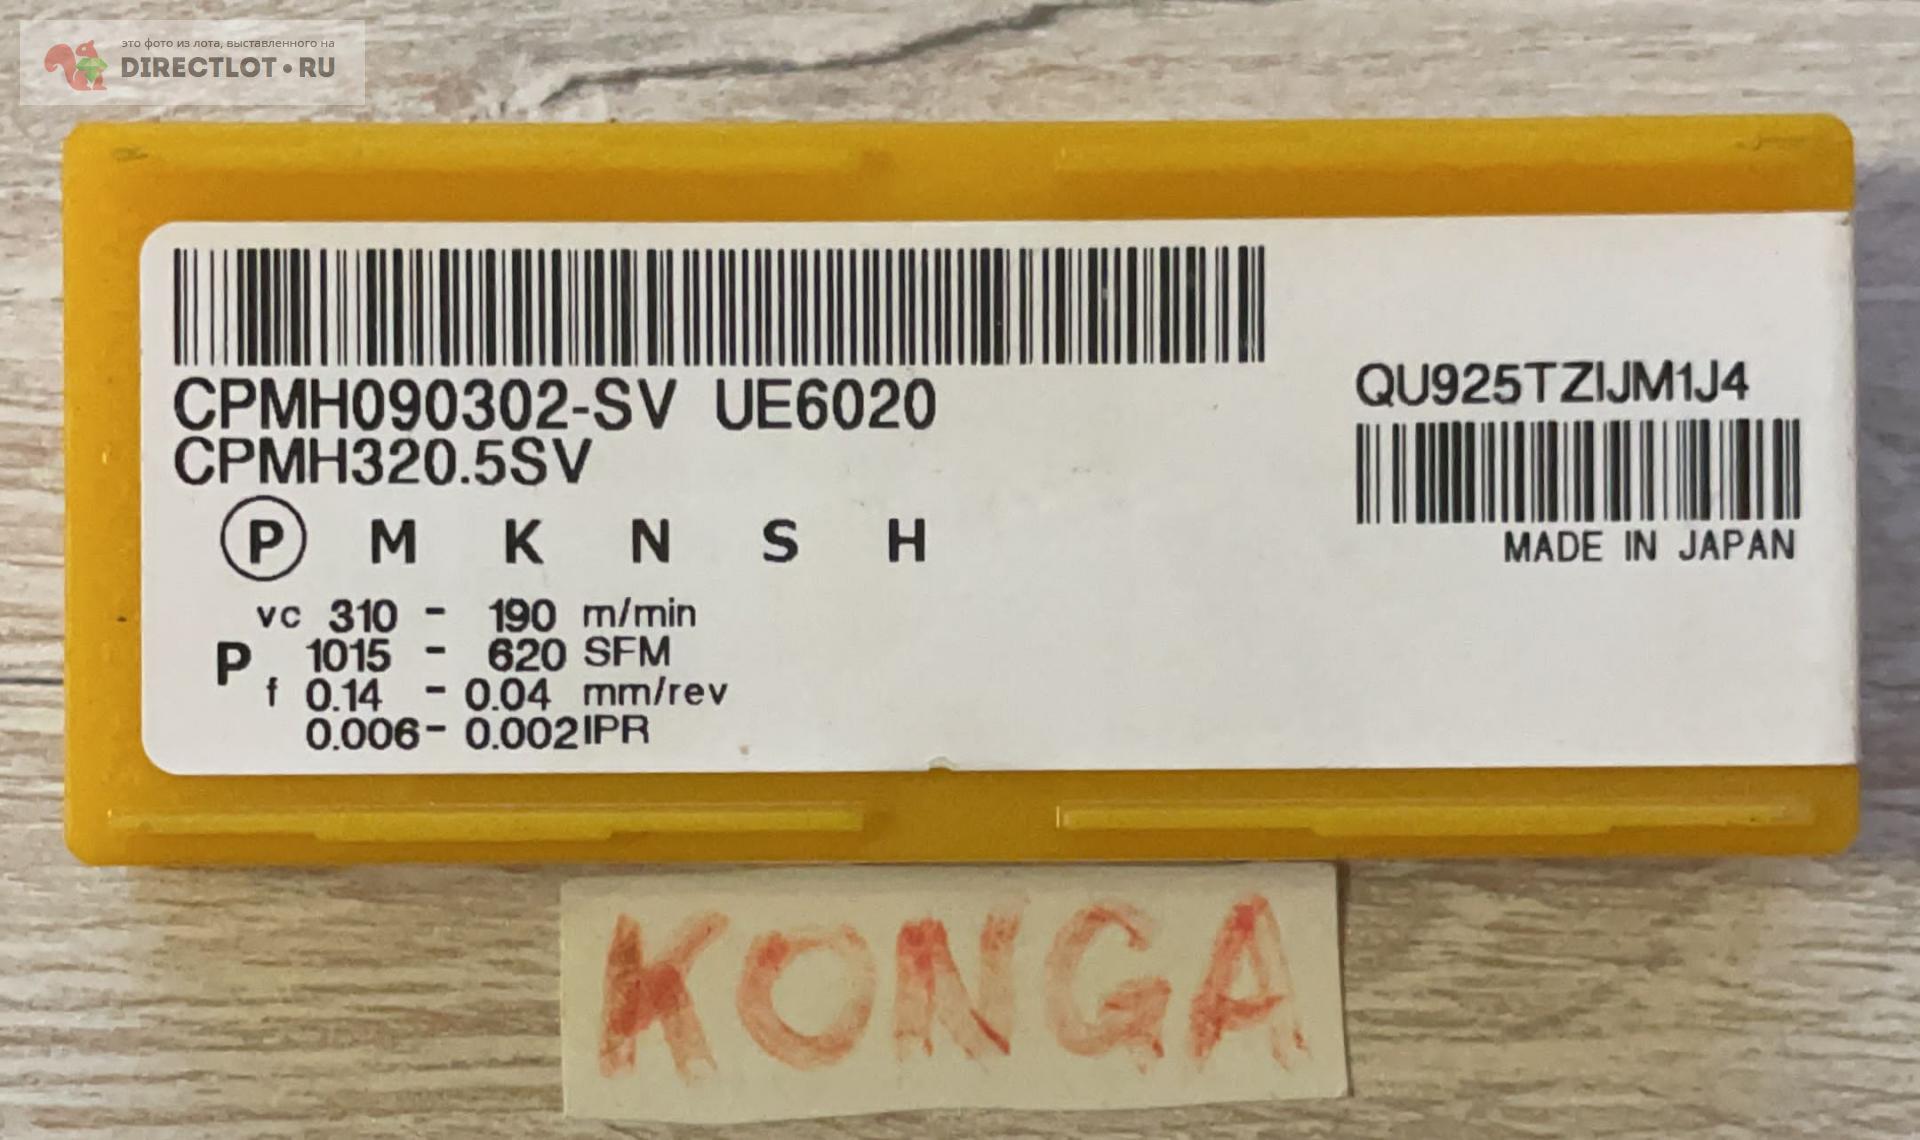 это фото из лота, выставленного на
DIRECTLOT•RU
CPMH090302-SV UE6020
CPMH320.5SV
QU925TZIJM1J4
MADE IN JAPAN
P M K N S H
vc 310 - 190 m/min
P 1015 - 620 SFM
f 0.14 - 0.04 mm/rev
0.006 - 0.002 IPR
KONGA